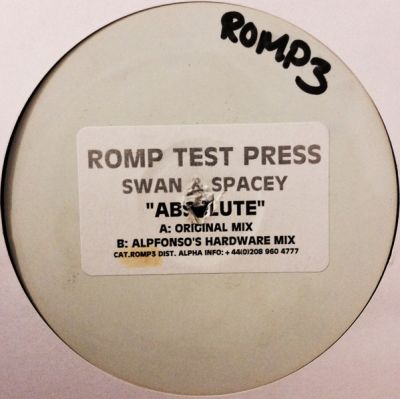 ROMP3
ROMP TEST PRESS
SWAN & SPACEY
"ABSOLUTE"
A: ORIGINAL MIX
B: ALPFONSO'S HARDWARE MIX
CAT.ROMP3 DIST. ALPHA INFO: +44(0)208 960 4777